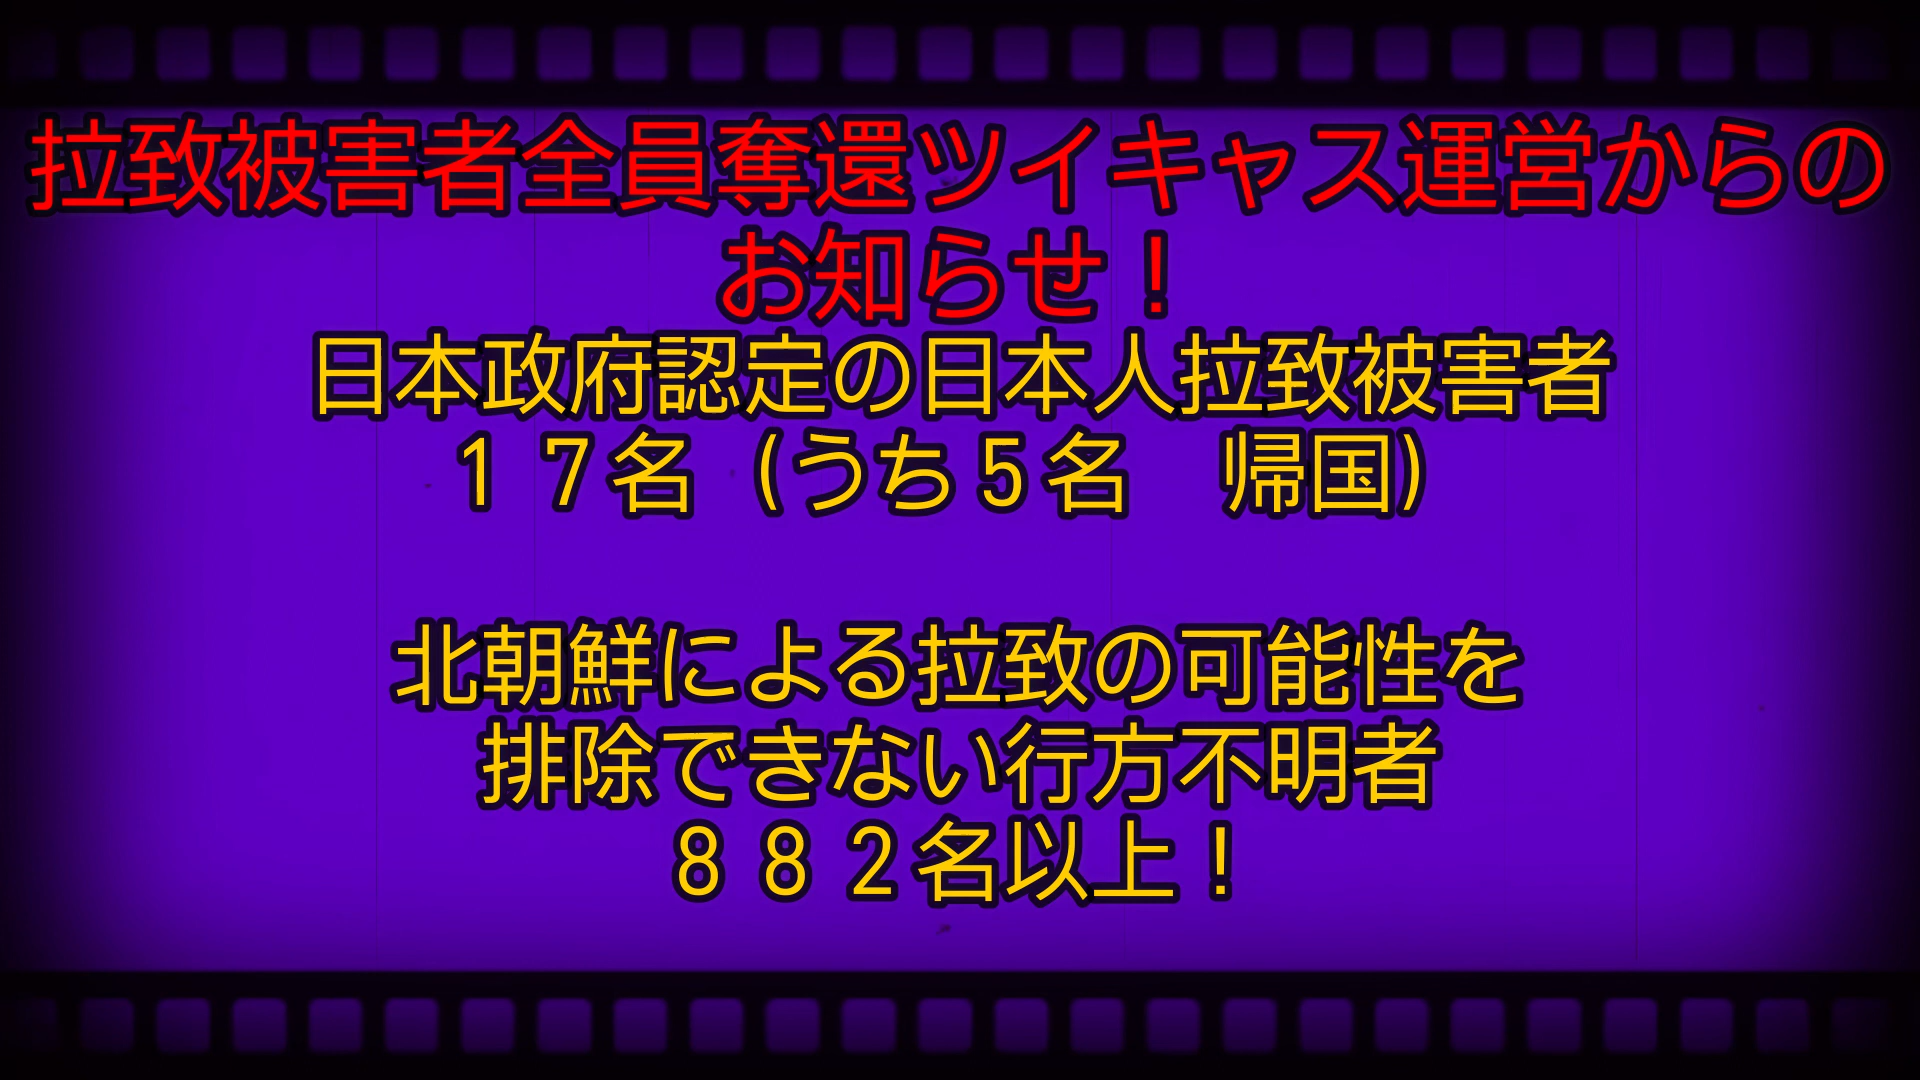 拉致被害者全員奪還ツイキャス運営からの
お知らせ！
日本政府認定の日本人拉致被害者
１７名（うち５名　帰国）
北朝鮮による拉致の可能性を
排除できない行方不明者
８８２名以上！